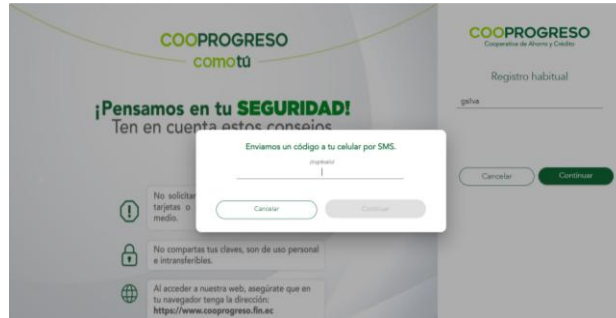 COOPROGRESO
comotú
¡Pensamos en tu SEGURIDAD!
Ten en cuenta estos consejos
No solicitar
tarjetas o
medio.
No compartas tus claves, son de uso personal
e intransferibles.
Al acceder a nuestra web, asegúrate que en
tu navegador tenga la dirección:
https://www.cooprogreso.fin.ec
Enviamos un código a tu celular por SMS.
Ingrésalo
Cancelar
Continuar
COOPROGRESO
Cooperativa de Ahorro y Crédito
Registro habitual
Cancelar
Continuar